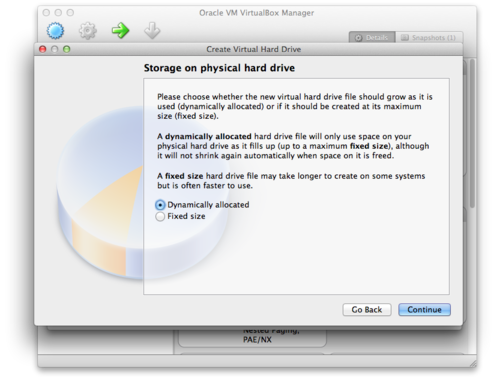 Oracle VM VirtualBox Manager
Details
Snapshots (1)
Create Virtual Hard Drive
Storage on physical hard drive
Please choose whether the new virtual hard drive file should grow as it is
used (dynamically allocated) or if it should be created at its maximum
size (fixed size).
A dynamically allocated hard drive file will only use space on your
physical hard drive as it fills up (up to a maximum fixed size), although
it will not shrink again automatically when space on it is freed.
A fixed size hard drive file may take longer to create on some systems
but is often faster to use.
Dynamically allocated
Fixed size
Go Back
Continue
Nested Paging,
PAE/NX